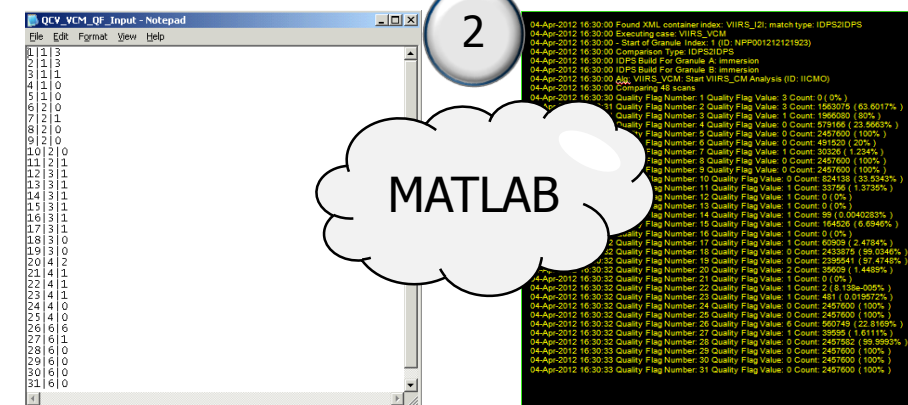 QCV_VCM_QF_Input - Notepad
File Edit Format View Help
1|1|3
2|1|3
3|1|1
4|1|0
5|1|0
6|2|0
7|2|1
8|2|0
9|2|0
10|2|0
11|2|1
12|3|1
13|3|1
14|3|1
15|3|1
16|3|1
17|3|1
18|3|0
19|3|0
20|4|2
21|4|1
22|4|1
23|4|1
24|4|0
25|4|0
26|6|6
27|6|1
28|6|0
29|6|0
30|6|0
31|6|0
2
MATLAB
04-Apr-2012 16:30:00 Found XML container index: VIIRS_I2I; match type: IDPS2IDPS
04-Apr-2012 16:30:00 Executing case: VIIRS_VCM
04-Apr-2012 16:30:00 - Start of Granule Index: 1 (ID: NPP001212121923)
04-Apr-2012 16:30:00 Comparison Type: IDPS2IDPS
04-Apr-2012 16:30:00 IDPS Build For Granule A: immersion
04-Apr-2012 16:30:00 IDPS Build For Granule B: immersion
04-Apr-2012 16:30:00 Alg: VIIRS_VCM: Start VIIRS_CM Analysis (ID: IICMO)
04-Apr-2012 16:30:00 Comparing 48 scans
04-Apr-2012 16:30:30 Quality Flag Number: 1 Quality Flag Value: 3 Count: 0 ( 0% )
31 Quality Flag Number: 2 Quality Flag Value: 3 Count: 1563075 ( 63.6017% )
Quality Flag Number: 3 Quality Flag Value: 1 Count: 1966080 ( 80% )
Quality Flag Number: 4 Quality Flag Value: 0 Count: 579166 ( 23.5663% )
Flag Number: 5 Quality Flag Value: 0 Count: 2457600 ( 100% )
Flag Number: 6 Quality Flag Value: 0 Count: 491520 ( 20% )
Flag Number: 7 Quality Flag Value: 1 Count: 30326 ( 1.234% )
Flag Number: 8 Quality Flag Value: 0 Count: 2457600 ( 100% )
Flag Number: 9 Quality Flag Value: 0 Count: 2457600 ( 100% )
Flag Number: 10 Quality Flag Value: 0 Count: 824138 ( 33.5343% )
Flag Number: 11 Quality Flag Value: 1 Count: 33756 ( 1.3735% )
Flag Number: 12 Quality Flag Value: 1 Count: 0 ( 0% )
Flag Number: 13 Quality Flag Value: 1 Count: 0 ( 0% )
Flag Number: 14 Quality Flag Value: 1 Count: 99 ( 0.0040283% )
Flag Number: 15 Quality Flag Value: 1 Count: 164526 ( 6.6946% )
Quality Flag Number: 16 Quality Flag Value: 1 Count: 0 ( 0% )
32 Quality Flag Number: 17 Quality Flag Value: 1 Count: 60909 ( 2.4784% )
Quality Flag Number: 18 Quality Flag Value: 0 Count: 2433875 ( 99.0346% )
Quality Flag Number: 19 Quality Flag Value: 0 Count: 2395541 ( 97.4748% )
16:30:32 Quality Flag Number: 20 Quality Flag Value: 2 Count: 35609 ( 1.4489% )
04-Apr-2012 16:30:32 Quality Flag Number: 21 Quality Flag Value: 1 Count: 0 ( 0% )
04-Apr-2012 16:30:32 Quality Flag Number: 22 Quality Flag Value: 1 Count: 2 ( 8.138e-005% )
04-Apr-2012 16:30:32 Quality Flag Number: 23 Quality Flag Value: 1 Count: 481 ( 0.019572% )
04-Apr-2012 16:30:32 Quality Flag Number: 24 Quality Flag Value: 0 Count: 2457600 ( 100% )
04-Apr-2012 16:30:32 Quality Flag Number: 25 Quality Flag Value: 0 Count: 2457600 ( 100% )
04-Apr-2012 16:30:32 Quality Flag Number: 26 Quality Flag Value: 6 Count: 560749 ( 22.8169% )
04-Apr-2012 16:30:32 Quality Flag Number: 27 Quality Flag Value: 1 Count: 39595 ( 1.6111% )
04-Apr-2012 16:30:32 Quality Flag Number: 28 Quality Flag Value: 0 Count: 2457582 ( 99.9993% )
04-Apr-2012 16:30:33 Quality Flag Number: 29 Quality Flag Value: 0 Count: 2457600 ( 100% )
04-Apr-2012 16:30:33 Quality Flag Number: 30 Quality Flag Value: 0 Count: 2457600 ( 100% )
04-Apr-2012 16:30:33 Quality Flag Number: 31 Quality Flag Value: 0 Count: 2457600 ( 100% )